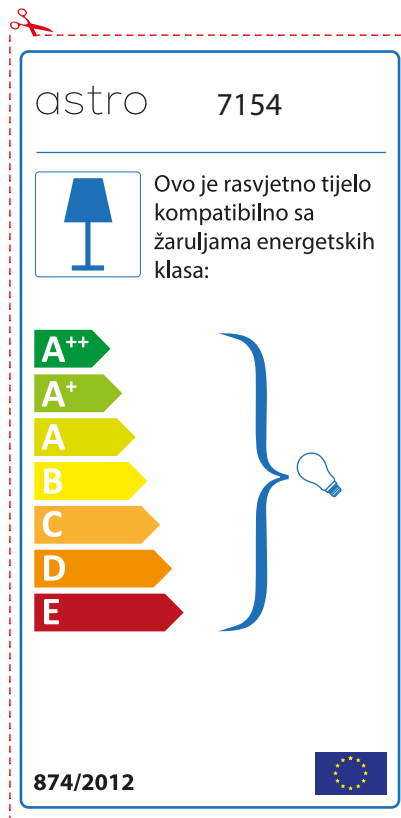 astro 7154
Ovo je rasvjetno tijelo
kompatibilno sa
žaruljama energetskih
klasa:
A++
A+
A
B
C
D
E
874/2012